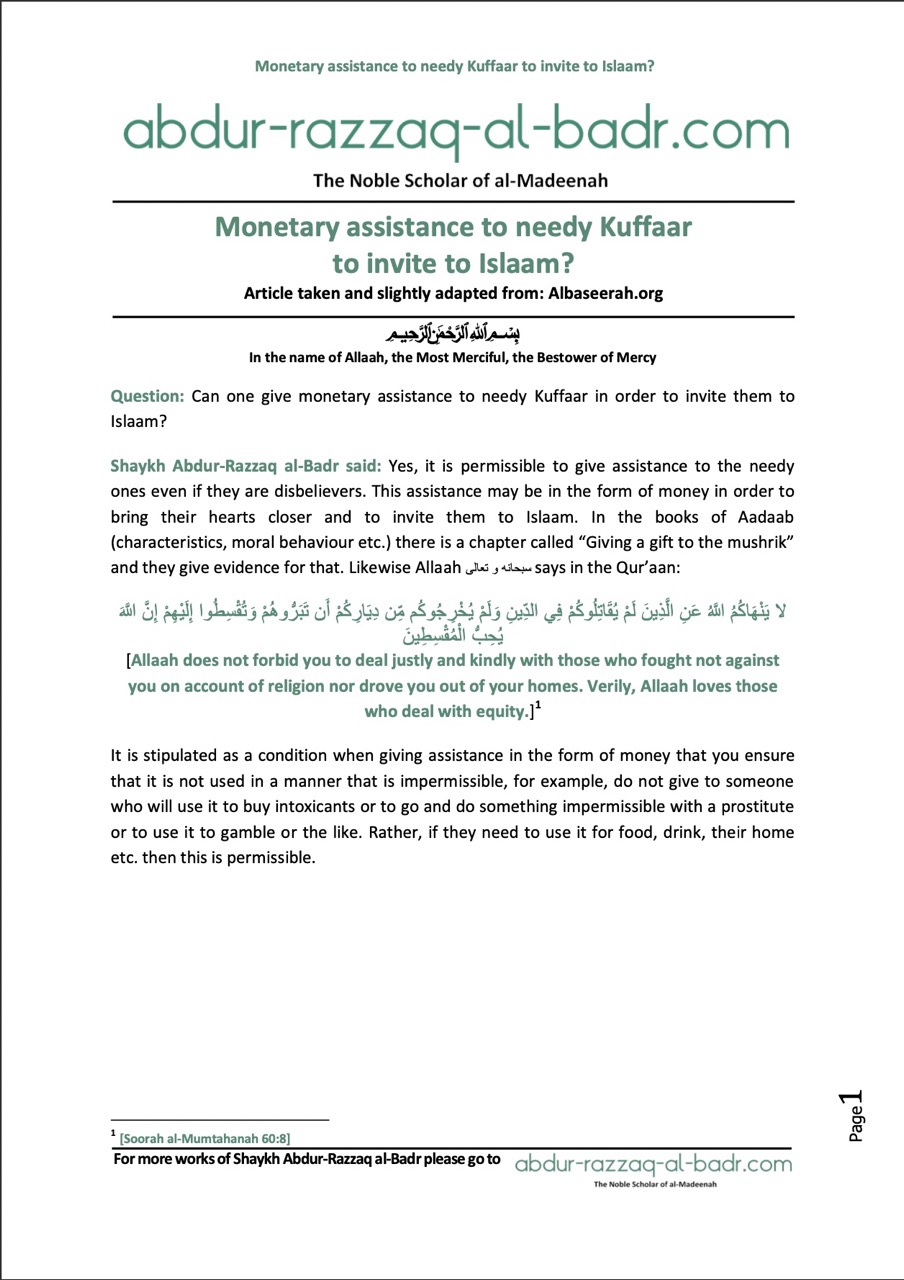 Monetary assistance to needy Kuffaar to invite to Islaam?
abdur-razzaq-al-badr.com
The Noble Scholar of al-Madeenah
Monetary assistance to needy Kuffaar
to invite to Islaam?
Article taken and slightly adapted from: Albaseerah.org
بِسْمِ ٱللَّٰهِ ٱلرَّحْمَٰنِ ٱلرَّحِيمِ
In the name of Allaah, the Most Merciful, the Bestower of Mercy
Question: Can one give monetary assistance to needy Kuffaar in order to invite them to
Islaam?
Shaykh Abdur-Razzaq al-Badr said: Yes, it is permissible to give assistance to the needy
ones even if they are disbelievers. This assistance may be in the form of money in order to
bring their hearts closer and to invite them to Islaam. In the books of Aadaab
(characteristics, moral behaviour etc.) there is a chapter called “Giving a gift to the mushrik”
and they give evidence for that. Likewise Allaah سبحانه و تعالى says in the Qur’aan:
لا يَنْهَاكُمُ اللَّهُ عَنِ الَّذِينَ لَمْ يُقَاتِلُوكُمْ فِي الدِّينِ وَلَمْ يُخْرِجُوكُم مِّن دِيَارِكُمْ أَن تَبَرُّوهُمْ وَتُقْسِطُوا إِلَيْهِمْ إِنَّ اللَّهَ
يُحِبُّ الْمُقْسِطِينَ
[Allaah does not forbid you to deal justly and kindly with those who fought not against
you on account of religion nor drove you out of your homes. Verily, Allaah loves those
who deal with equity.]1
It is stipulated as a condition when giving assistance in the form of money that you ensure
that it is not used in a manner that is impermissible, for example, do not give to someone
who will use it to buy intoxicants or to go and do something impermissible with a prostitute
or to use it to gamble or the like. Rather, if they need to use it for food, drink, their home
etc. then this is permissible.
Page1
1 [Soorah al-Mumtahanah 60:8]
For more works of Shaykh Abdur-Razzaq al-Badr please go to abdur-razzaq-al-badr.com
The Noble Scholar of al-Madeenah